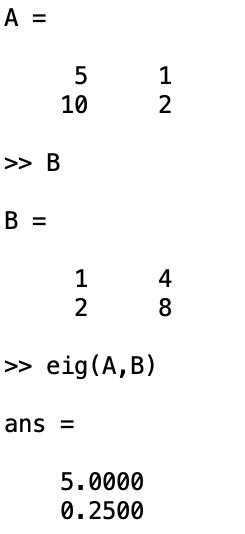 A =
5 1
10 2
>> B
B =
1 4
2 8
>> eig(A,B)
ans =
5.0000
0.2500